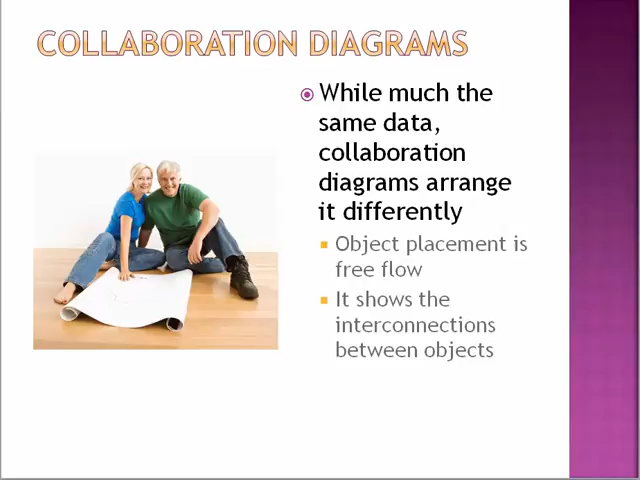 COLLABORATION DIAGRAMS
While much the
same data,
collaboration
diagrams arrange
it differently
Object placement is
free flow
It shows the
interconnections
between objects